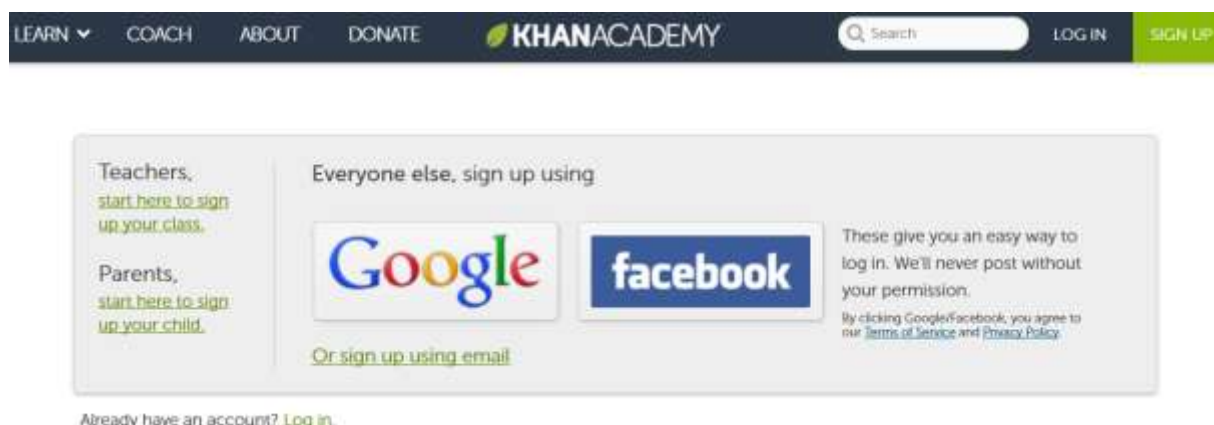 LEARN COACH ABOUT DONATE KHANACADEMY Search LOG IN SIGN UP
Teachers,
start here to sign
up your class.
Parents,
start here to sign
up your child.
Everyone else, sign up using
Google
facebook
Or sign up using email
These give you an easy way to
log in. We'll never post without
your permission.
By clicking Google/Facebook, you agree to
our Terms of Service and Privacy Policy.
Already have an account? Log in.